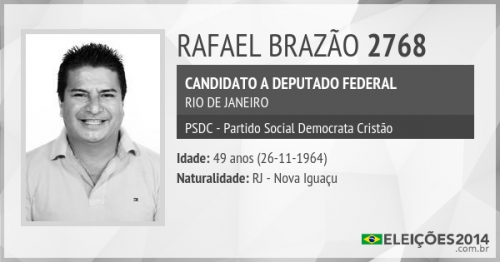 RAFAEL BRAZÃO 2768
CANDIDATO A DEPUTADO FEDERAL
RIO DE JANEIRO
PSDC - Partido Social Democrata Cristão
Idade: 49 anos (26-11-1964)
Naturalidade: RJ - Nova Iguaçu
ELEIÇÕES2014
.com.br